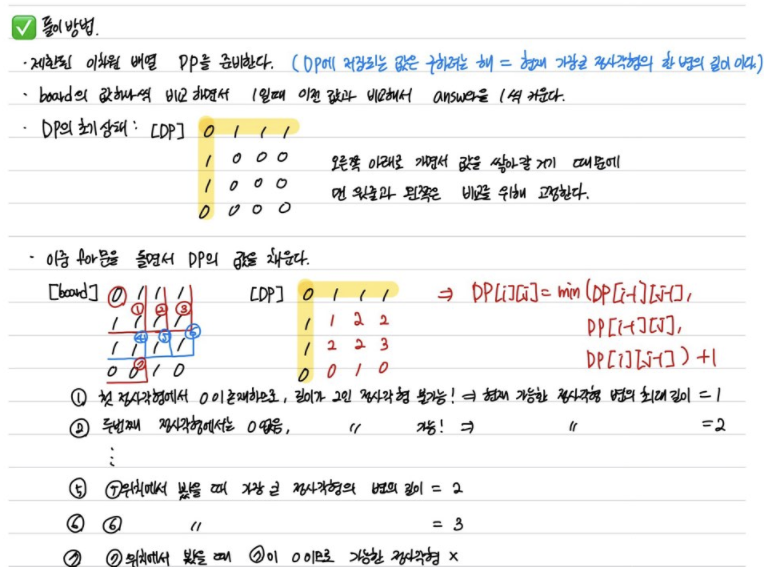 ✅ 풀이방법.
· 제한된 이차원 배열 DP을 준비한다. (DP에 저장되는 값은 구하려는 해 = 현재 가장 큰 정사각형의 한 변의 길이 이다.)
· board의 값하나씩 비교하면서 1일때 이전 값과 비교해서 answer을 1씩 키운다.
· DP의 초기상태 : [DP] 0 1 1 1
1 0 0 0 오른쪽 아래로 가면서 값을 쌓아갈 거기 때문에
1 0 0 0 맨 윗줄과 왼쪽은 비교를 위해 고정한다.
0 0 0 0
· 이중 for문을 돌면서 DP의 값을 채운다.
[board] 0 1 1 1 [DP] 0 1 1 1 ⇒ DP[i][j] = min(DP[i-1][j-1],
① ② ③
1 1 1 1 1 1 2 2 DP[i-1][j],
④ ⑤ ⑥
1 1 1 1 1 2 2 3 DP[i][j-1]) + 1
⑦
0 0 1 0 0 0 1 0
① 첫 정사각형에서 0이 존재하므로, 길이가 2인 정사각형 불가능! ⇒ 현재 가능한 정사각형 변의 최대길이 = 1
② 두번째 정사각형에서는 0 없음, 〃 가능! ⇒ 〃 = 2
⋮
⑤ ⑤위치에서 봤을 때 가장 큰 정사각형의 변의 길이 = 2
⑥ ⑥ 〃 = 3
⑦ ⑦위치에서 봤을 때 ⑦이 0이므로 가능한 정사각형 ×